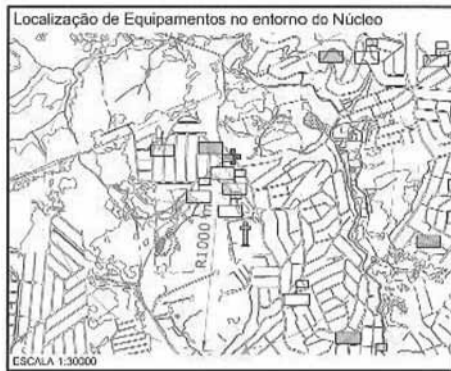 Localização de Equipamentos no entorno do Núcleo
R1000 m
ESCALA 1:30000